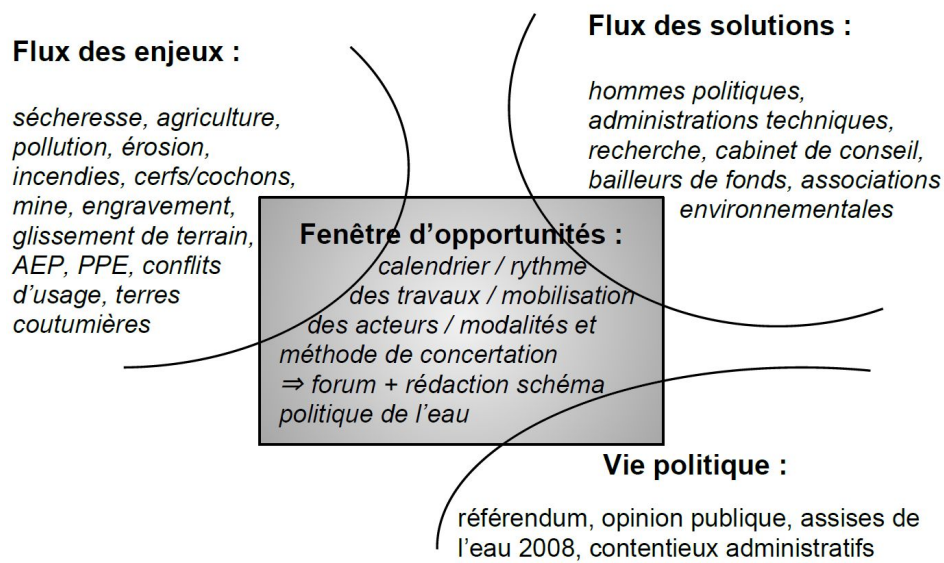 Flux des enjeux :
sécheresse, agriculture,
pollution, érosion,
incendies, cerfs/cochons,
mine, engravement,
glissement de terrain,
AEP, PPE, conflits
d’usage, terres
coutumières
Flux des solutions :
hommes politiques,
administrations techniques,
recherche, cabinet de conseil,
bailleurs de fonds, associations
environnementales
Fenêtre d’opportunités :
calendrier / rythme
des travaux / mobilisation
des acteurs / modalités et
méthode de concertation
⇒ forum + rédaction schéma
politique de l’eau
Vie politique :
référendum, opinion publique, assises de
l’eau 2008, contentieux administratifs